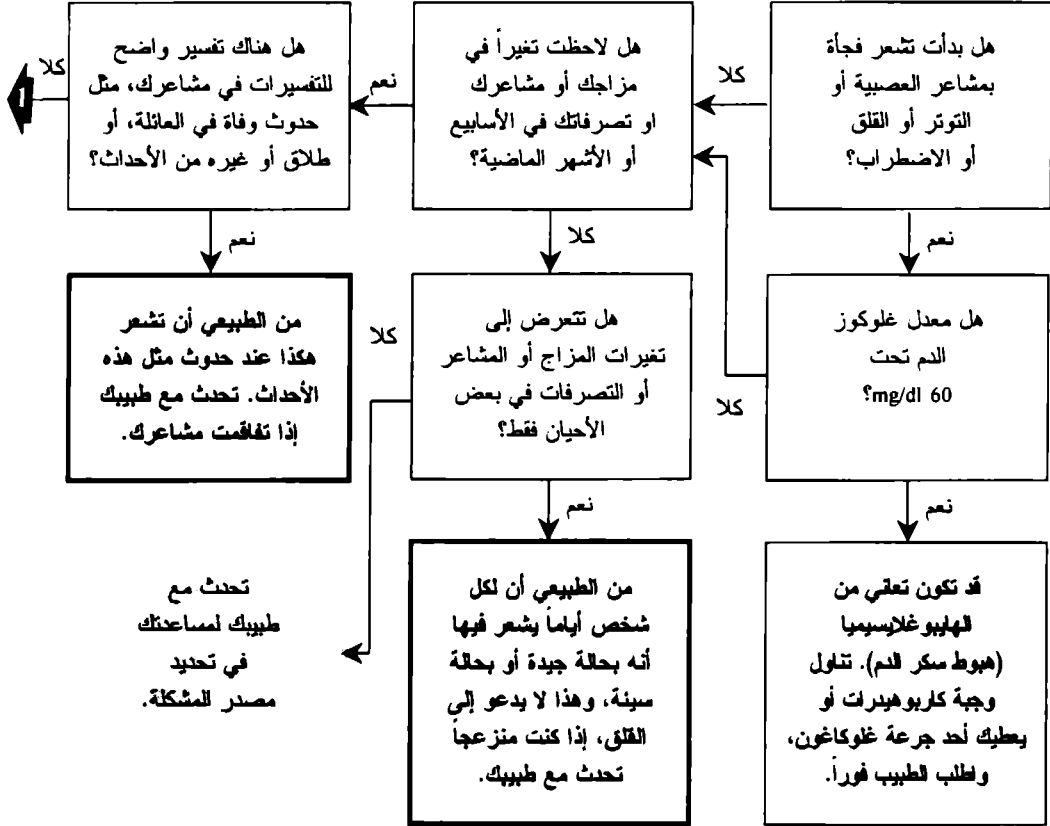 هل بدأت تشعر فجأة
بمشاعر العصبية أو
التوتر أو القلق
أو الاضطراب؟
كلا
هل لاحظت تغيراً في
مزاجك أو مشاعرك
او تصرفاتك في الأسابيع
أو الأشهر الماضية؟
نعم
هل هناك تفسير واضح
للتفسيرات في مشاعرك، مثل
حدوث وفاة في العائلة، أو
طلاق أو غيره من الأحداث؟
كلا
1
نعم
كلا
نعم
هل معدل غلوكوز
الدم تحت
60 mg/dl؟
كلا
هل تتعرض إلى
تغيرات المزاج أو المشاعر
أو التصرفات في بعض
الأحيان فقط؟
كلا
من الطبيعي أن تشعر
هكذا عند حدوث مثل هذه
الأحداث. تحدث مع طبيبك
إذا تفاقمت مشاعرك.
نعم
نعم
قد تكون تعاني من
الهايبوغلايسيميا
(هبوط سكر الدم). تناول
وجبة كاربوهيدرات أو
يعطيك أحد جرعة غلوكاغون،
واطلب الطبيب فوراً.
من الطبيعي أن لكل
شخص أياماً يشعر فيها
أنه بحالة جيدة أو بحالة
سيئة، وهذا لا يدعو إلى
القلق، إذا كنت منزعجاً
تحدث مع طبيبك.
تحدث مع
طبيبك لمساعدتك
في تحديد
مصدر المشكلة.